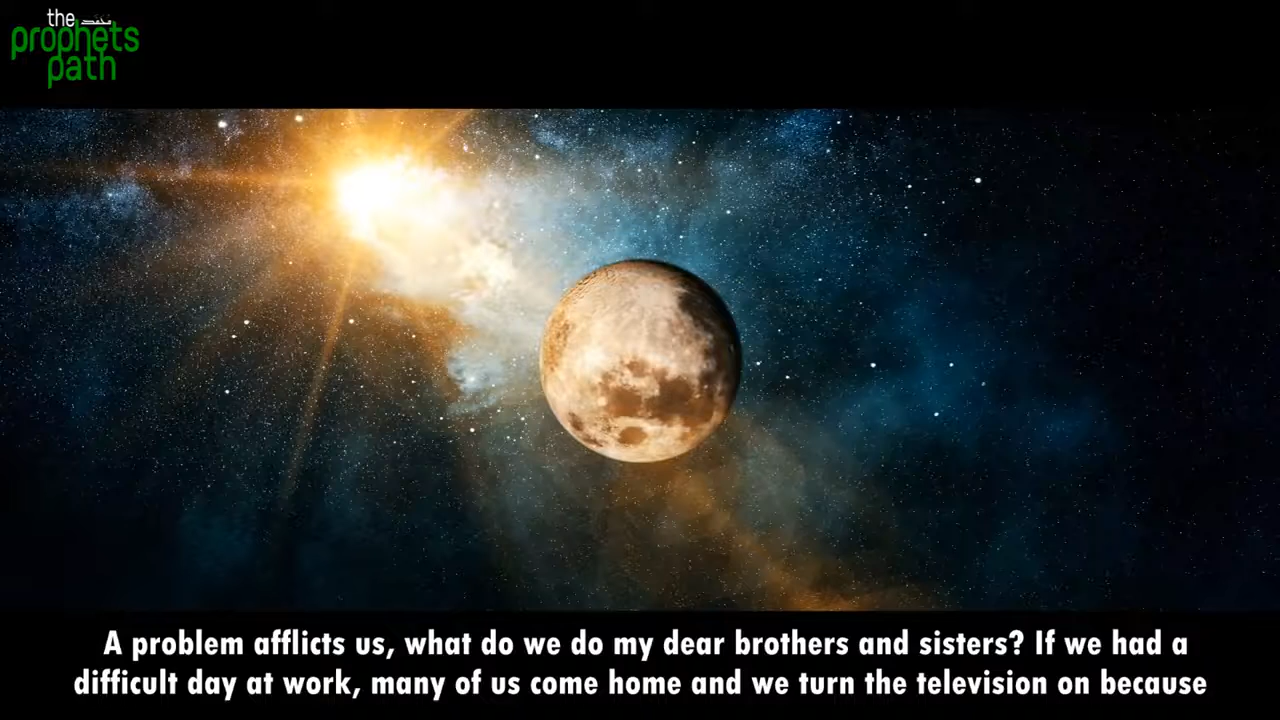 the محمد
prophets
path
A problem afflicts us, what do we do my dear brothers and sisters? If we had a
difficult day at work, many of us come home and we turn the television on because